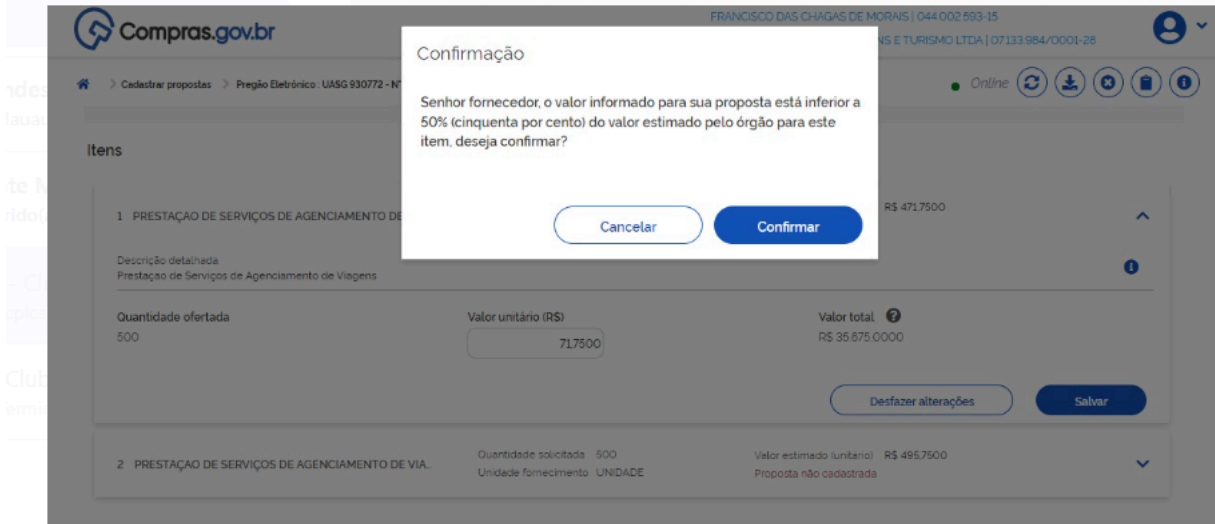 Compras.gov.br
FRANCISCO DAS CHAGAS DE MORAIS | 044.002.593-15
NS E TURISMO LTDA | 07.133.984/0001-28
> Cadastrar propostas > Pregão Eletrônico : UASG 930772 - N°
Online
Confirmação
Senhor fornecedor, o valor informado para sua proposta está inferior a
50% (cinquenta por cento) do valor estimado pelo órgão para este
item, deseja confirmar?
Cancelar Confirmar
Itens
1 PRESTAÇAO DE SERVIÇOS DE AGENCIAMENTO DE
R$ 471,7500
Descrição detalhada
Prestaçao de Serviços de Agenciamento de Viagens
Quantidade ofertada Valor unitário (R$) Valor total
500 71,7500 R$ 35.875,0000
Desfazer alterações Salvar
2 PRESTAÇAO DE SERVIÇOS DE AGENCIAMENTO DE VIA..
Quantidade solicitada 500 Valor estimado (unitário) R$ 495,7500
Unidade fornecimento UNIDADE Proposta não cadastrada